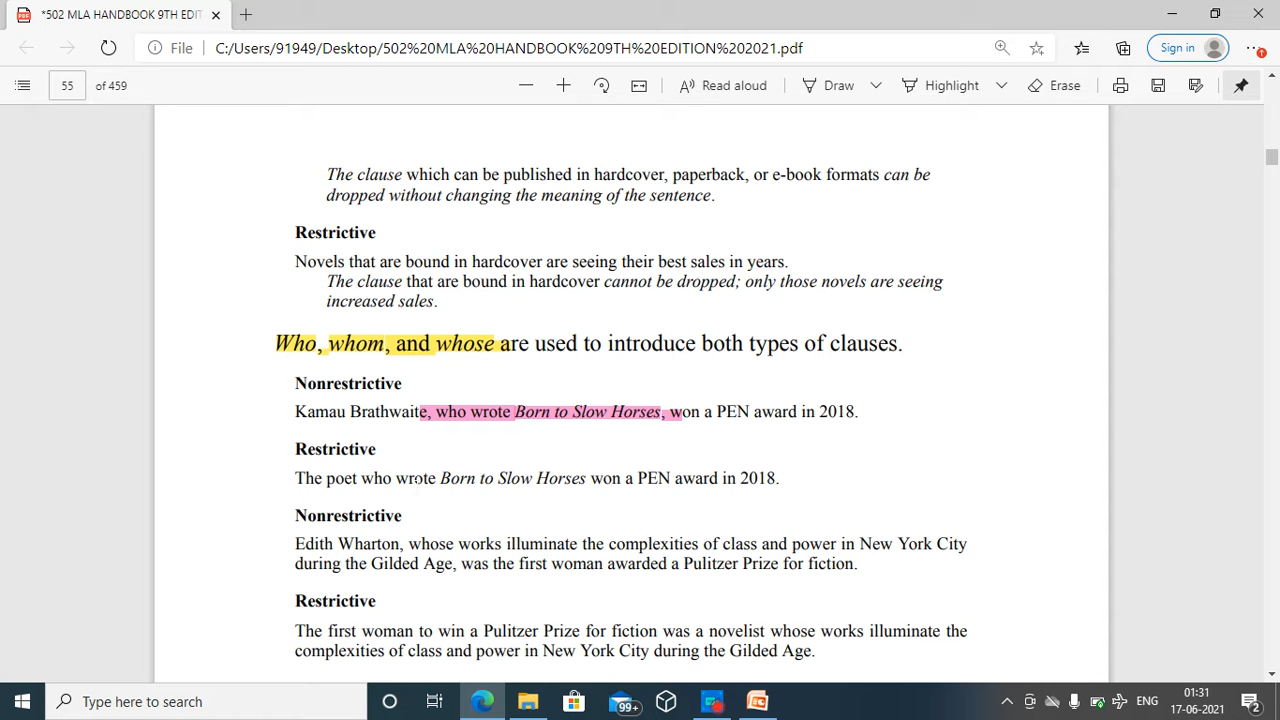 *502 MLA HANDBOOK 9TH EDIT
File C:/Users/91949/Desktop/502%20MLA%20HANDBOOK%209TH%20EDITION%202021.pdf Sign in
55 of 459 Read aloud Draw Highlight Erase
The clause which can be published in hardcover, paperback, or e-book formats can be
dropped without changing the meaning of the sentence.
Restrictive
Novels that are bound in hardcover are seeing their best sales in years.
The clause that are bound in hardcover cannot be dropped; only those novels are seeing
increased sales.
Who, whom, and whose are used to introduce both types of clauses.
Nonrestrictive
Kamau Brathwaite, who wrote Born to Slow Horses, won a PEN award in 2018.
Restrictive
The poet who wrote Born to Slow Horses won a PEN award in 2018.
Nonrestrictive
Edith Wharton, whose works illuminate the complexities of class and power in New York City
during the Gilded Age, was the first woman awarded a Pulitzer Prize for fiction.
Restrictive
The first woman to win a Pulitzer Prize for fiction was a novelist whose works illuminate the
complexities of class and power in New York City during the Gilded Age.
Type here to search 99+ ENG 01:31
17-06-2021 2